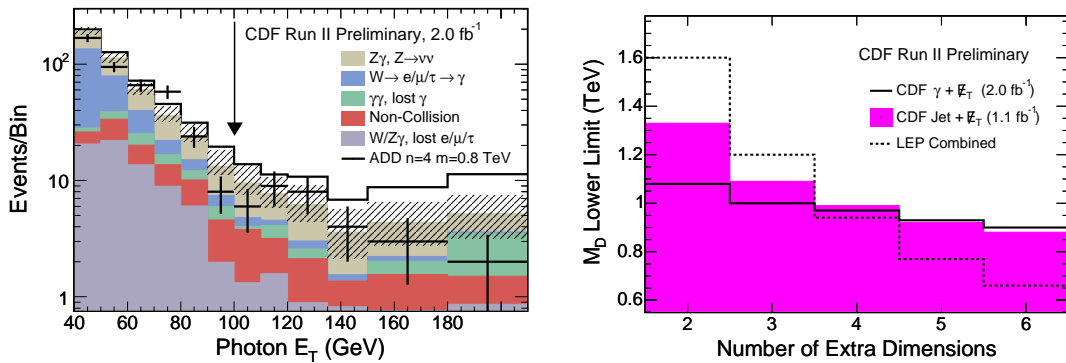 CDF Run II Preliminary, 2.0 fb⁻¹
Zγ, Z→νν
W→ e/μ/τ → γ
γγ, lost γ
Non-Collision
W/Zγ, lost e/μ/τ
ADD n=4 m=0.8 TeV
Events/Bin
10²
10
1
40 60 80 100 120 140 160 180
Photon E_T (GeV)
CDF Run II Preliminary
CDF γ + E̸_T (2.0 fb⁻¹)
CDF Jet + E̸_T (1.1 fb⁻¹)
LEP Combined
M_D Lower Limit (TeV)
1.6
1.4
1.2
1.0
0.8
0.6
2 3 4 5 6
Number of Extra Dimensions